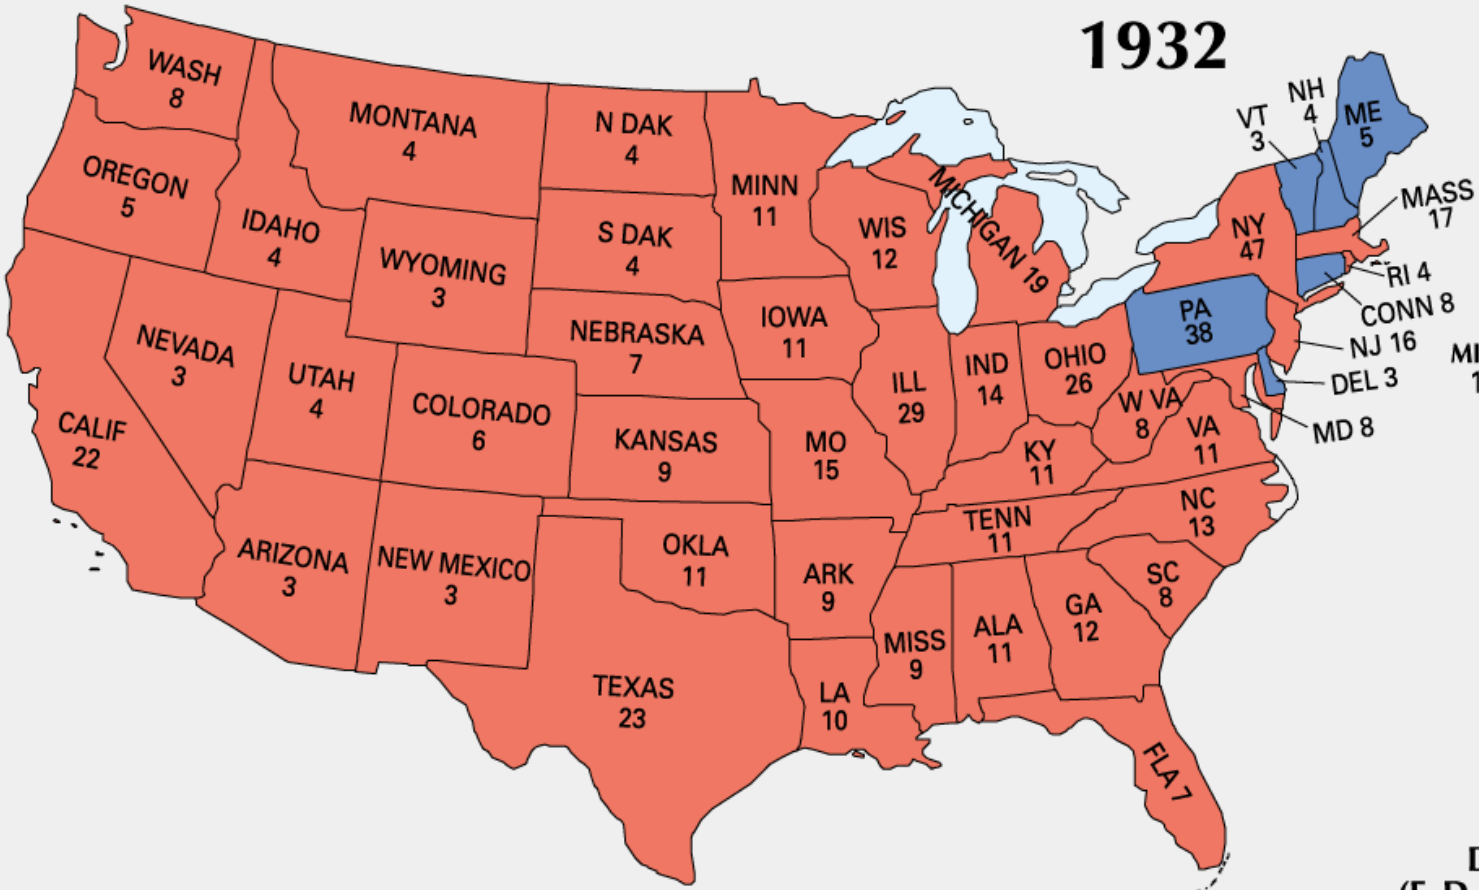 1932
WASH
8
OREGON
5
CALIF
22
IDAHO
4
NEVADA
3
MONTANA
4
WYOMING
3
UTAH
4
ARIZONA
3
COLORADO
6
NEW MEXICO
3
N DAK
4
S DAK
4
NEBRASKA
7
KANSAS
9
OKLA
11
TEXAS
23
MINN
11
IOWA
11
MO
15
ARK
9
LA
10
WIS
12
ILL
29
MICHIGAN 19
IND
14
OHIO
26
KY
11
TENN
11
MISS
9
ALA
11
GA
12
FLA 7
SC
8
NC
13
VA
11
W VA
8
PA
38
NY
47
VT
3
NH
4
ME
5
MASS
17
RI 4
CONN 8
NJ 16
DEL 3
MD 8